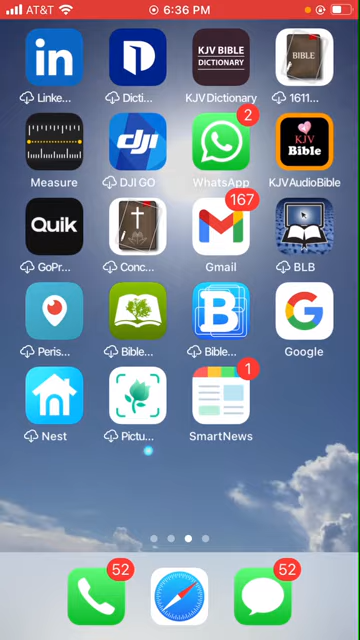 AT&T 6:36 PM
in
D
KJV BIBLE
DICTIONARY
BIBLE
Linke...
Dicti...
KJVDictionary
1611...
dji
2
KJV
Bible
Measure
DJI GO
WhatsApp
KJVAudioBible
Quik
167
GoPr...
Conc...
Gmail
BLB
B
G
Peris...
Bible...
Bible...
Google
1
Nest
Pictu...
SmartNews
52
52